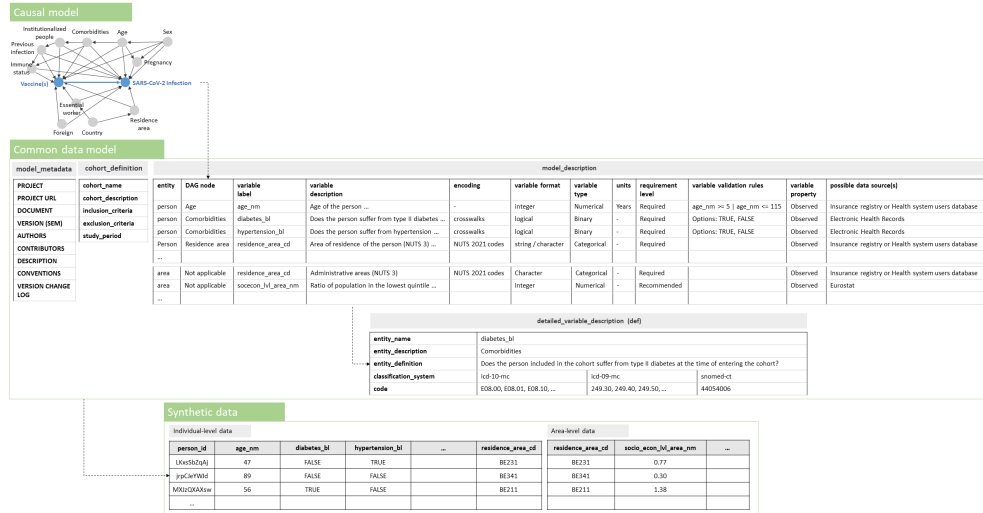 Causal model
Institutionalized people
Comorbidities
Age
Sex
Previous infection
Immune status
Pregnancy
Vaccine(s)
SARS-CoV-2 Infection
Essential worker
Residence area
Foreign
Country
Common data model
model_metadata
PROJECT
PROJECT URL
DOCUMENT
VERSION (SEM)
AUTHORS
CONTRIBUTORS
DESCRIPTION
CONVENTIONS
VERSION CHANGE LOG
cohort_definition
cohort_name
cohort_description
inclusion_criteria
exclusion_criteria
study_period
model_description
entity DAG node variable label variable description encoding variable format variable type units requirement level variable validation rules variable property possible data source(s)
person Age age_nm Age of the person ... - integer Numerical Years Required age_nm >= 5 | age_nm <= 115 Observed Insurance registry or Health system users database
person Comorbidities diabetes_bl Does the person suffer from type II diabetes ... crosswalks logical Binary - Required Options: TRUE, FALSE Observed Electronic Health Records
person Comorbidities hypertension_bl Does the person suffer from hypertension ... crosswalks logical Binary - Required Options: TRUE, FALSE Observed Electronic Health Records
Person Residence area residence_area_cd Area of residence of the person (NUTS 3) ... NUTS 2021 codes string / character Categorical - Required Observed Insurance registry or Health system users database
...
area Not applicable residence_area_cd Administrative areas (NUTS 3) NUTS 2021 codes Character Categorical - Required Observed Insurance registry or Health system users database
area Not applicable socecon_lvl_area_nm Ratio of population in the lowest quintile ... Integer Numerical - Recommended Observed Eurostat
...
detailed_variable_description (def)
entity_name diabetes_bl
entity_description Comorbidities
entity_definition Does the person included in the cohort suffer from type II diabetes at the time of entering the cohort?
classification_system icd-10-mc icd-09-mc snomed-ct
code E08.00, E08.01, E08.10, ... 249.30, 249.40, 249.50, ... 44054006
Synthetic data
Individual-level data
person_id age_nm diabetes_bl hypertension_bl ... residence_area_cd
LKxsSbZqAJ 47 FALSE TRUE BE231
jrpCJeYWJd 89 FALSE FALSE BE341
MXJzQXAXsw 56 TRUE FALSE BE211
...
Area-level data
residence_area_cd socio_econ_lvl_area_nm ...
BE231 0.77
BE341 0.30
BE211 1.38